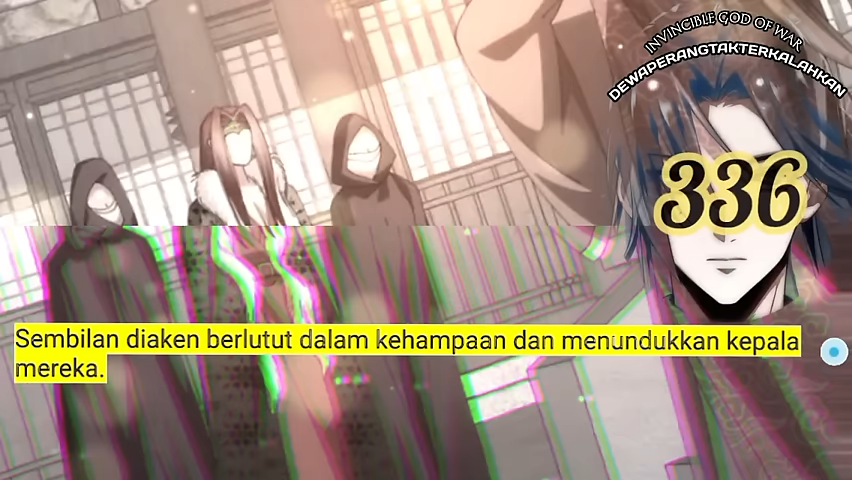 INVINCIBLE GOD OF WAR
DEWAPERANGTAKTERKALAHKAN
336
Sembilan diaken berlutut dalam kehampaan dan menundukkan kepala
mereka.